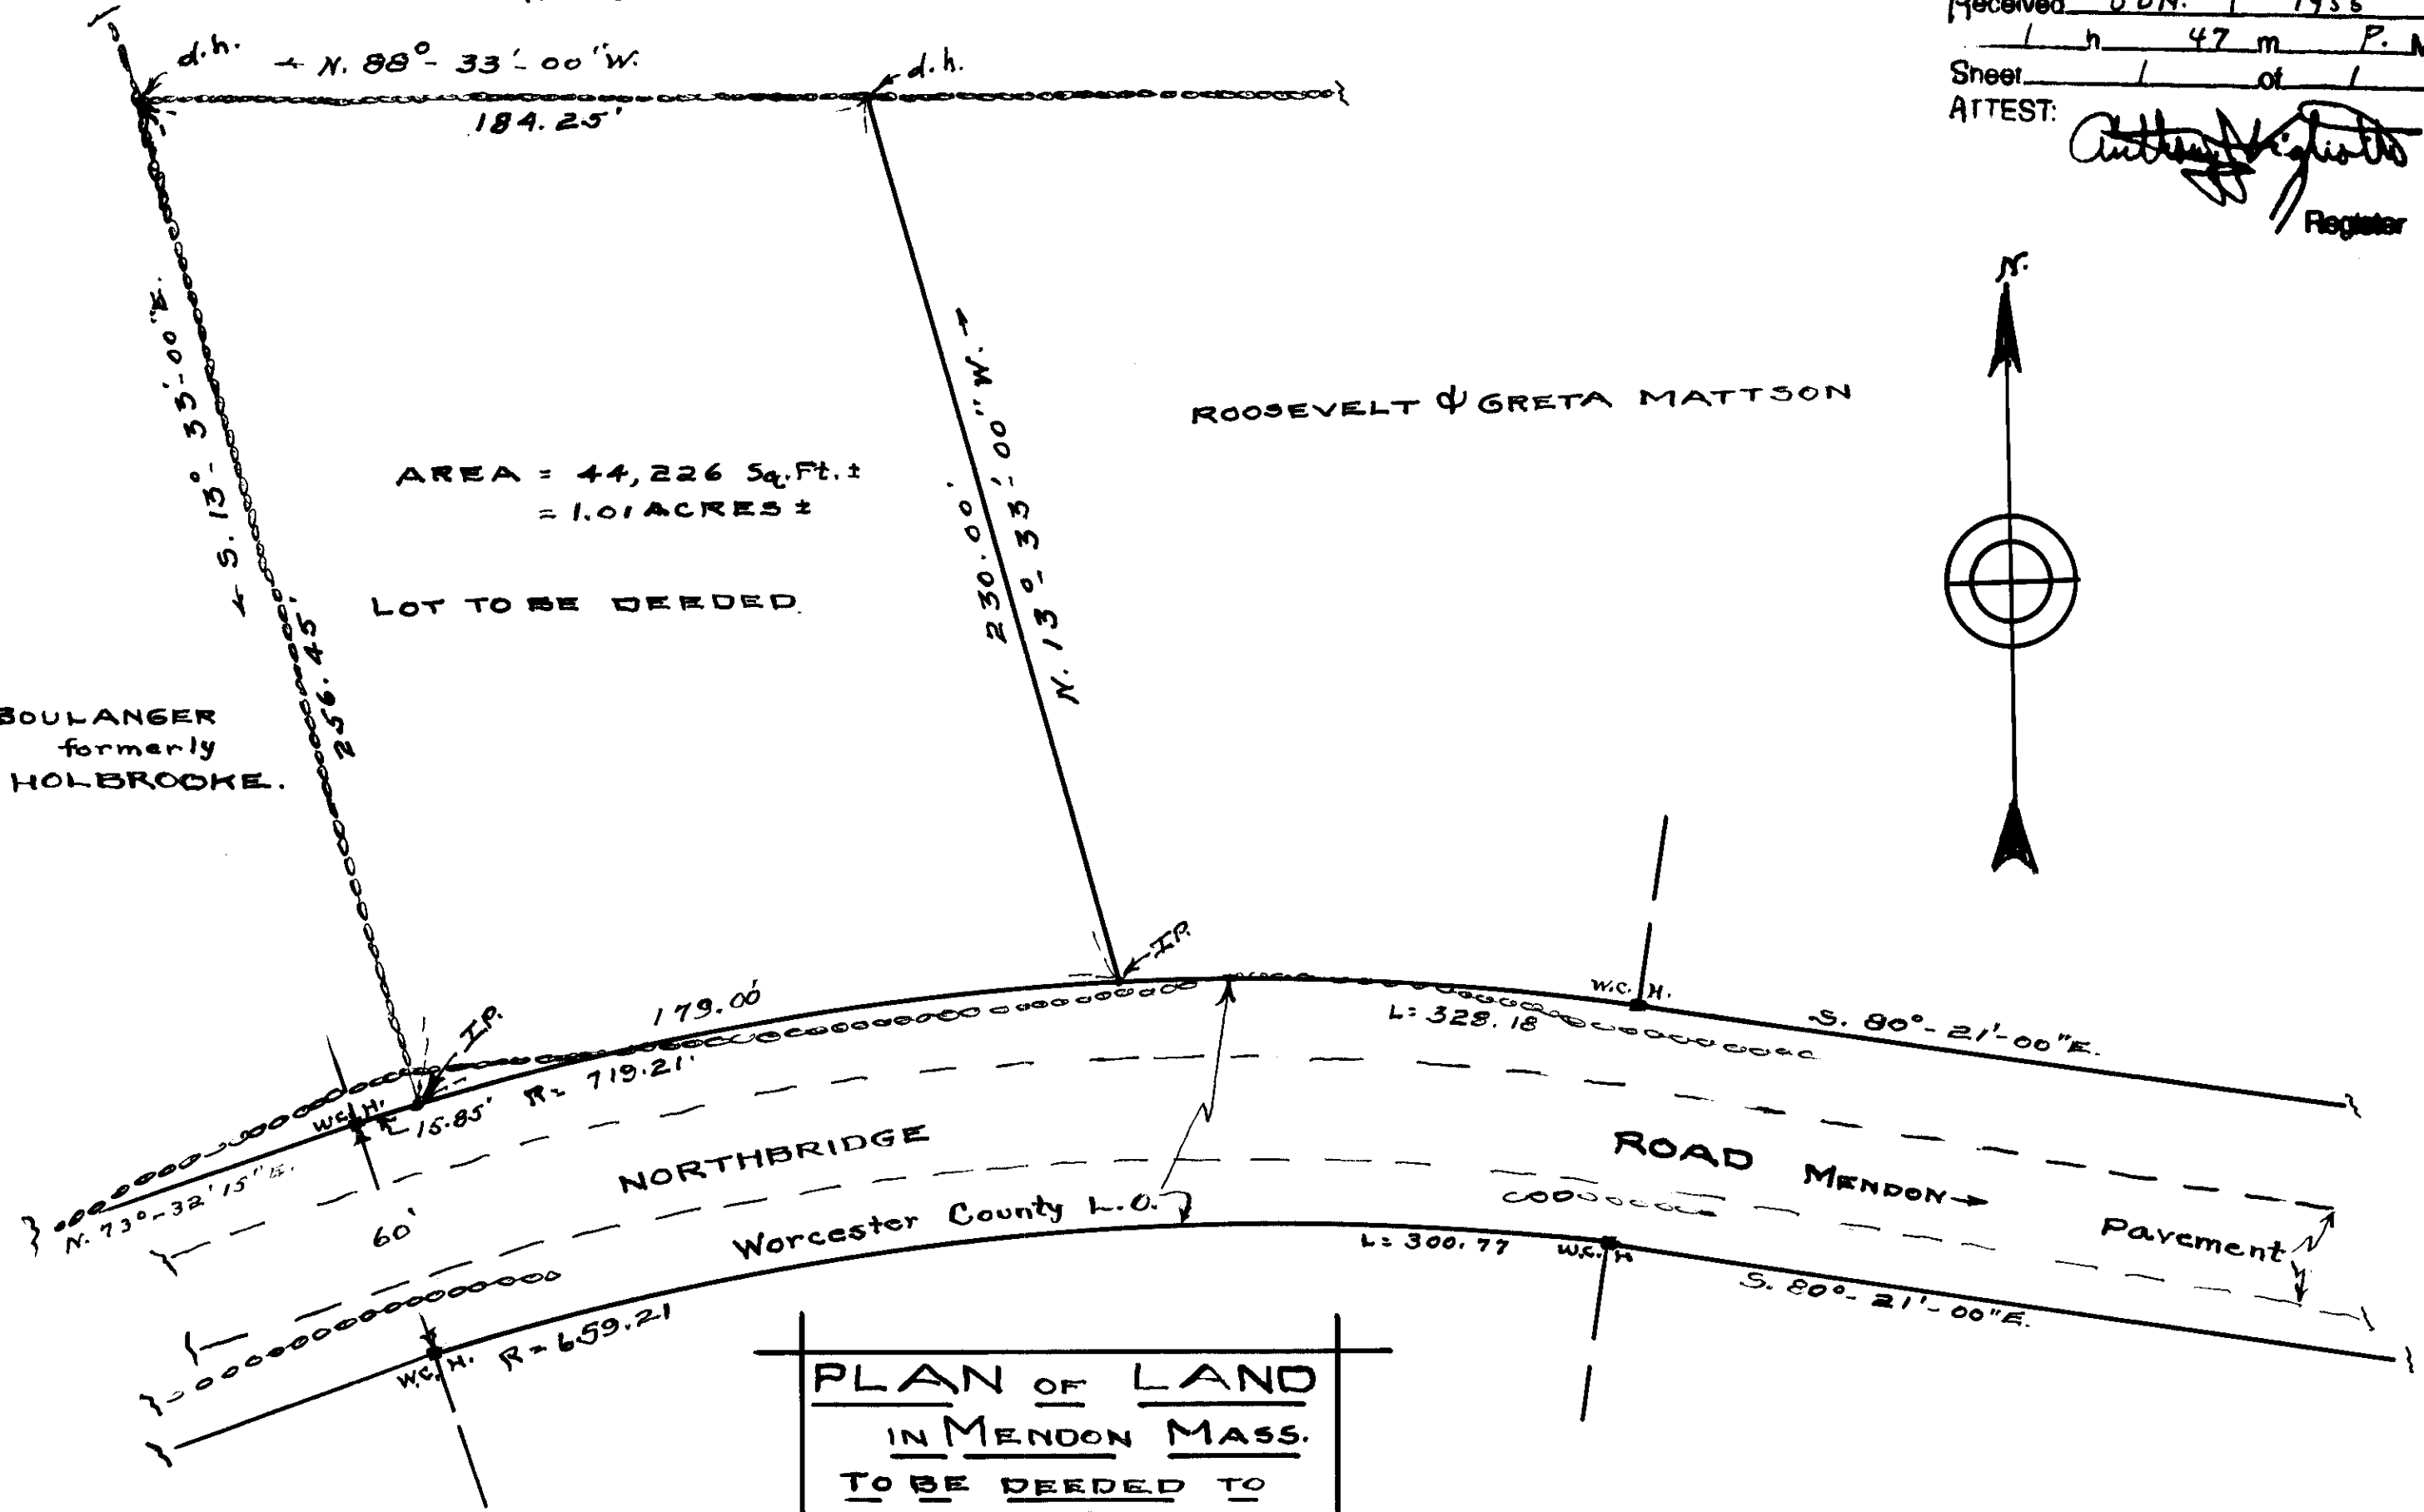 Received JUN. 1
1 h 47 m P. M
Sheet 1 of 1
ATTEST:
Register
d.h.
N. 88°-33'-00"W.
d.h.
184.25'
N.
S. 13°-33'-00"E.
256.45'
AREA = 44,226 Sq.Ft.±
= 1.01 ACRES ±
LOT TO BE DEEDED.
230.00'
N. 13°-33'-00"W.
ROOSEVELT & GRETA MATTSON
BOULANGER
formerly
HOLBROOKE.
I.P.
I.P.
179.00'
R= 719.21'
15.85'
W.C.H.
L= 328.18
W.C.H.
S. 80°-21'-00"E.
N. 73°-32'15"E.
60'
NORTHBRIDGE ROAD
MENDON
Pavement
Worcester County L.O.
L= 300.77
W.C.H
S. 80°-21'-00"E.
W.C.H.
R= 659.21
PLAN OF LAND
IN MENDON MASS.
TO BE DEEDED TO